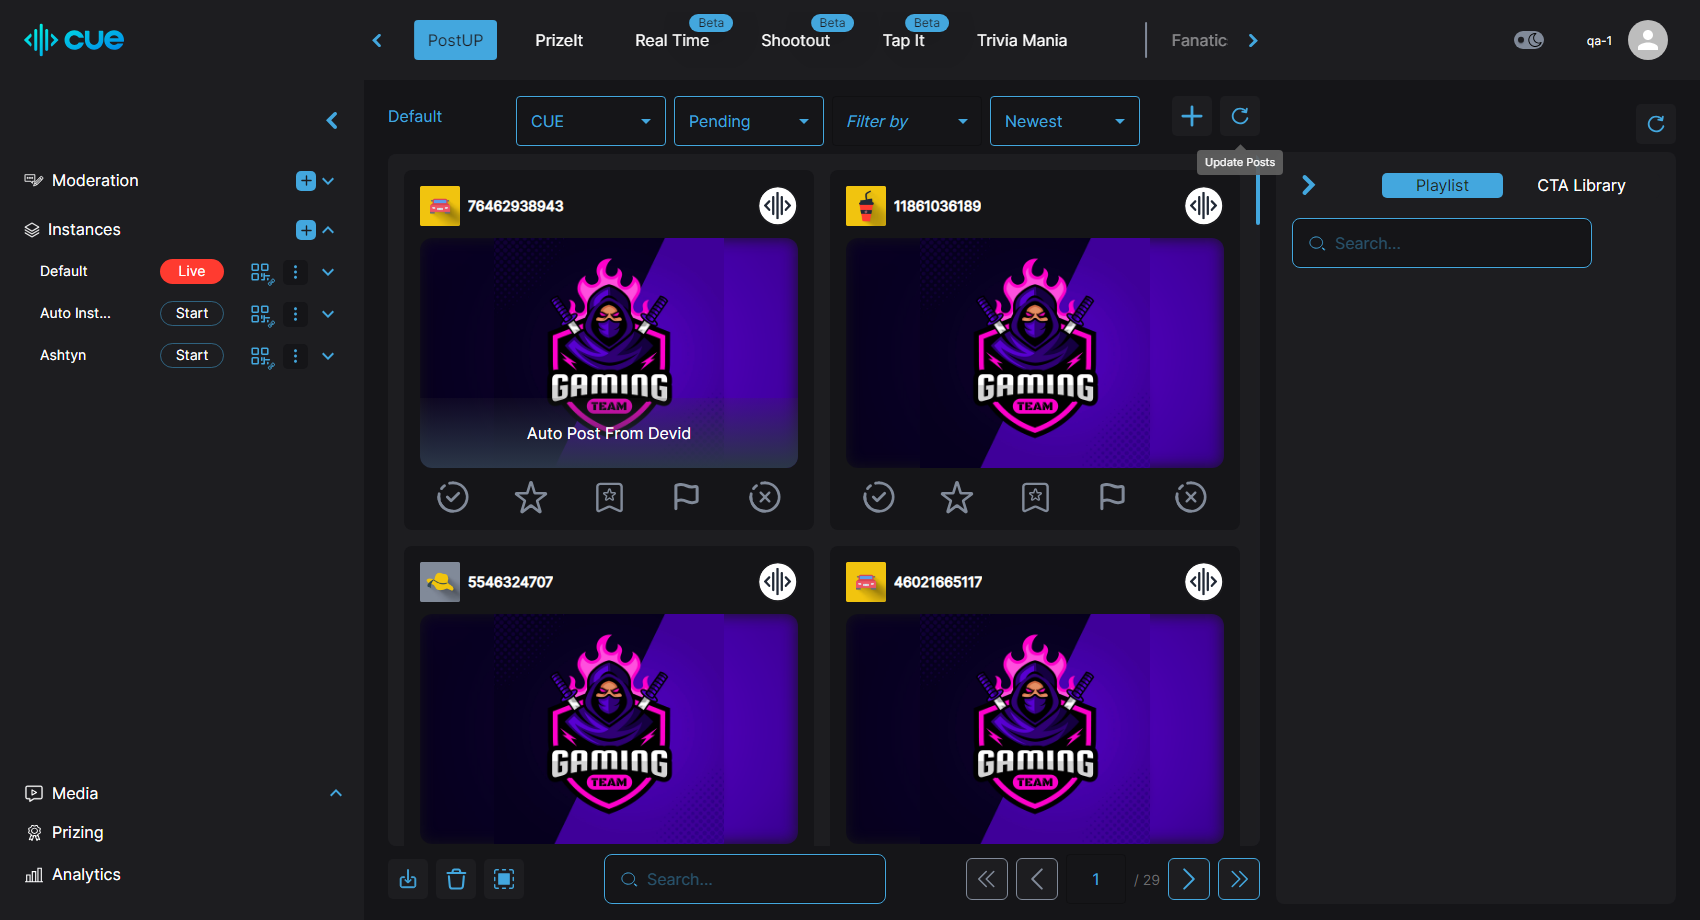 cue
PostUP
PrizeIt
Real Time
Beta
Shootout
Beta
Tap It
Beta
Trivia Mania
Fanatic
qa-1
Moderation
Instances
Default
Live
Auto Inst...
Start
Ashtyn
Start
Media
Prizing
Analytics
Default
CUE
Pending
Filter by
Newest
Update Posts
76462938943
GAMING
TEAM
Auto Post From Devid
11861036189
GAMING
TEAM
5546324707
GAMING
TEAM
46021665117
GAMING
TEAM
Search...
1
/ 29
Playlist
CTA Library
Search...